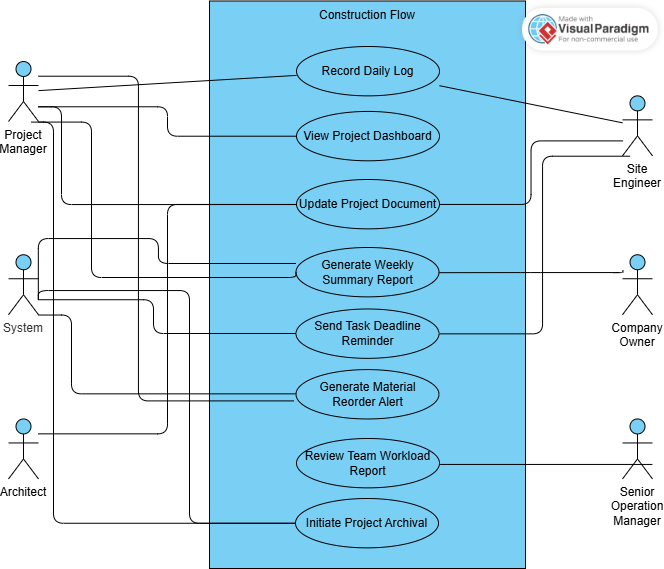 Construction Flow
Made with
Visual Paradigm
For non-commercial use
Record Daily Log
Project
Manager
View Project Dashboard
Site
Engineer
Update Project Document
Generate Weekly
Summary Report
System
Send Task Deadline
Reminder
Company
Owner
Generate Material
Reorder Alert
Review Team Workload
Report
Architect
Senior
Operation
Manager
Initiate Project Archival